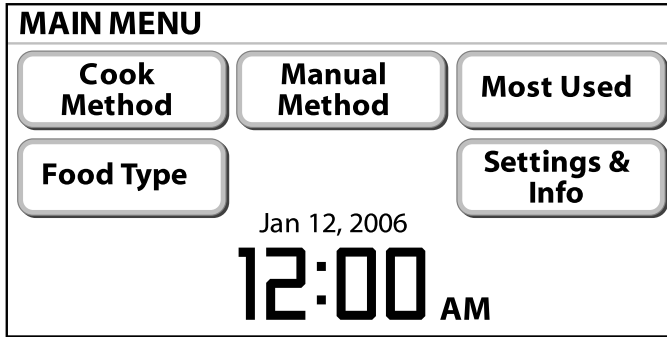 MAIN MENU
Cook
Method
Manual
Method
Most Used
Food Type
Settings &
Info
Jan 12, 2006
12:00 AM